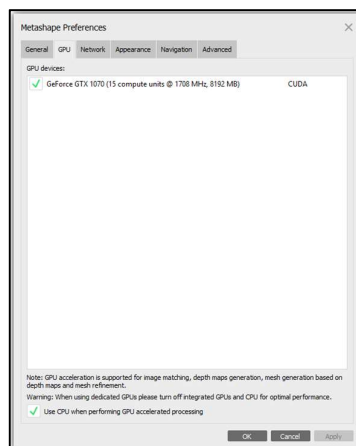 Metashape Preferences
General GPU Network Appearance Navigation Advanced
GPU devices:
GeForce GTX 1070 (15 compute units @ 1708 MHz, 8192 MB) CUDA
Note: GPU acceleration is supported for image matching, depth maps generation, mesh generation based on
depth maps and mesh refinement.
Warning: When using dedicated GPUs please turn off integrated GPUs and CPU for optimal performance.
Use CPU when performing GPU accelerated processing
OK Cancel Apply